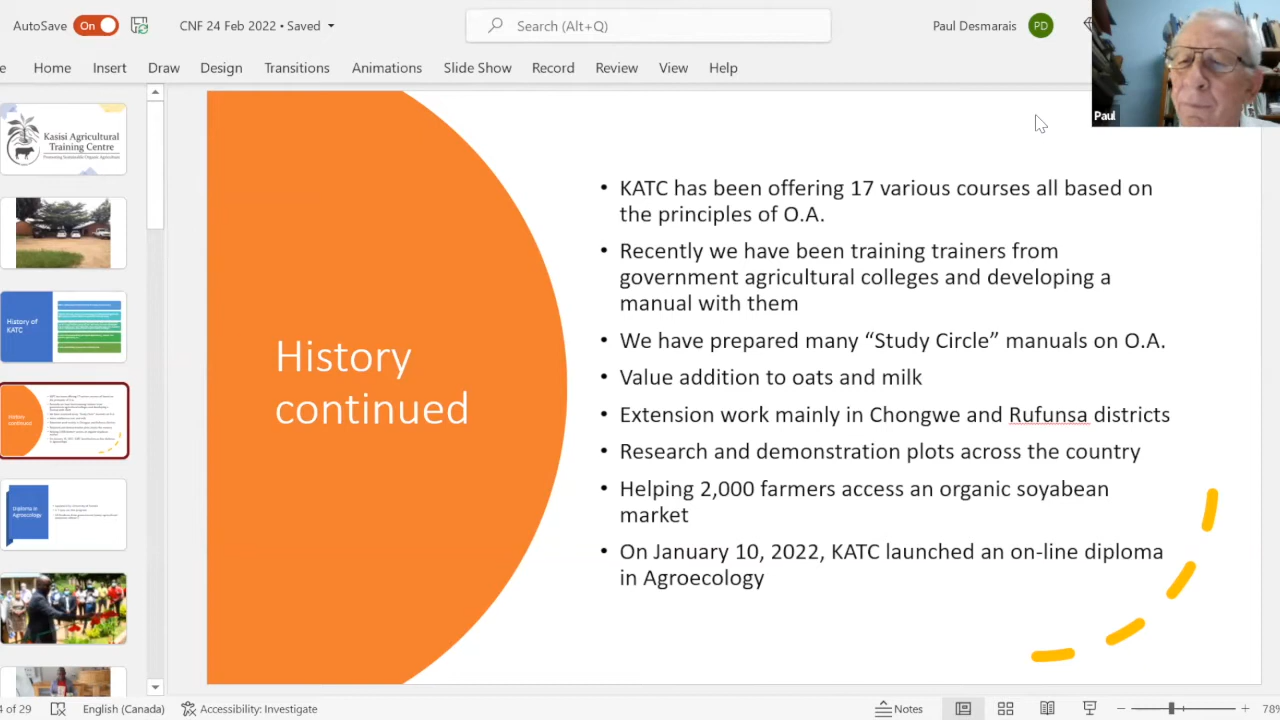 AutoSave On CNF 24 Feb 2022 • Saved Search (Alt+Q) Paul Desmarais PD
Home Insert Draw Design Transitions Animations Slide Show Record Review View Help
Paul
Kasisi Agricultural
Training Centre
History of
KATC
History
continued
Diploma in
Agroecology
History
continued
• KATC has been offering 17 various courses all based on
the principles of O.A.
• Recently we have been training trainers from
government agricultural colleges and developing a
manual with them
• We have prepared many “Study Circle” manuals on O.A.
• Value addition to oats and milk
• Extension work mainly in Chongwe and Rufunsa districts
• Research and demonstration plots across the country
• Helping 2,000 farmers access an organic soyabean
market
• On January 10, 2022, KATC launched an on-line diploma
in Agroecology
of 29 English (Canada) Accessibility: Investigate Notes 78%